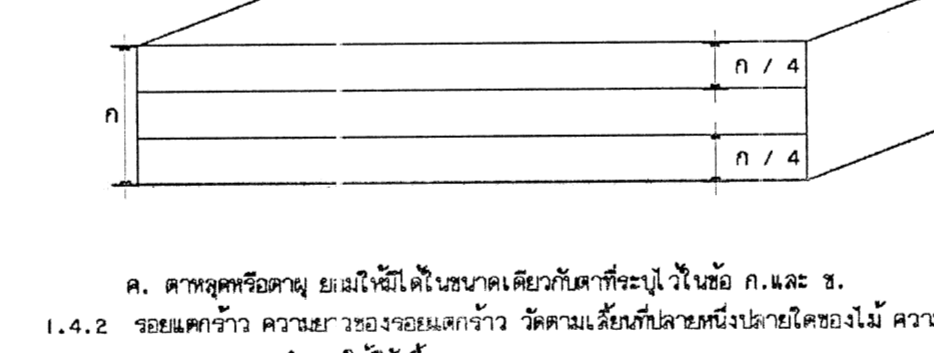 ก / 4
ก
ก / 4
ค. ตาหลุดหรือตาผุ ยอมให้มีได้ในขนาดเดียวกับตาที่ระบุไว้ในข้อ ก.และ ข.
1.4.2 รอยแตกร้าว ความยาวของรอยแตกร้าว วัดตามเสี้ยนที่ปลายหนึ่งปลายใดของไม้